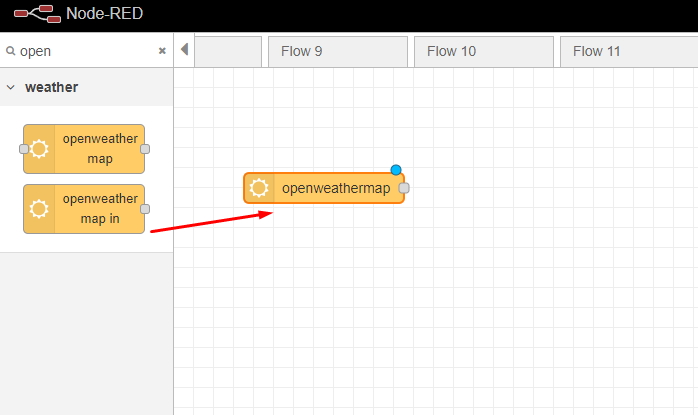 Node-RED
open
Flow 9
Flow 10
Flow 11
weather
openweather
map
openweather
map in
openweathermap